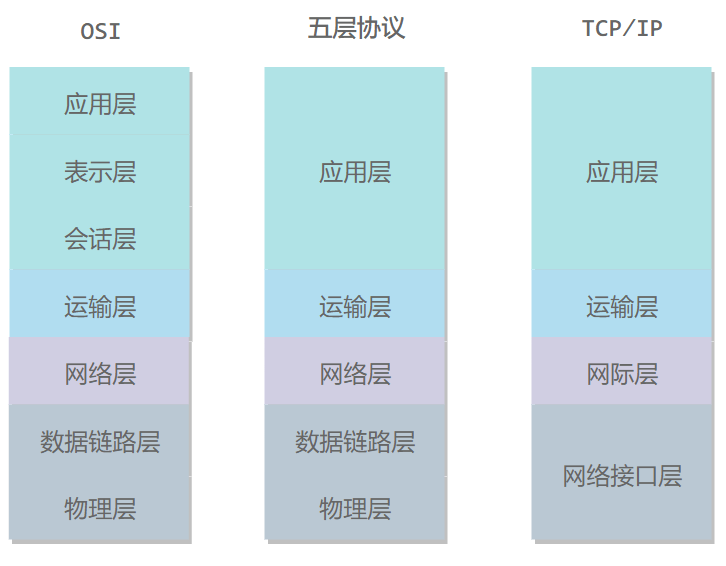 OSI
五层协议
TCP/IP
应用层
表示层
会话层
运输层
网络层
数据链路层
物理层
应用层
运输层
网络层
数据链路层
物理层
应用层
运输层
网际层
网络接口层